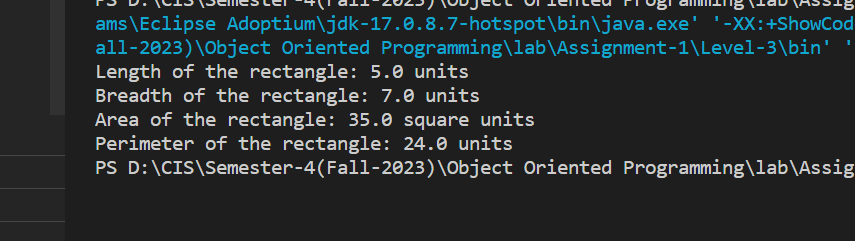 PS D:\CIS\Semester-4(Fall-2023)\Object Oriented Programming\lab\Assig
ams\Eclipse Adoptium\jdk-17.0.8.7-hotspot\bin\java.exe' '-XX:+ShowCod
all-2023)\Object Oriented Programming\lab\Assignment-1\Level-3\bin' '
Length of the rectangle: 5.0 units
Breadth of the rectangle: 7.0 units
Area of the rectangle: 35.0 square units
Perimeter of the rectangle: 24.0 units
PS D:\CIS\Semester-4(Fall-2023)\Object Oriented Programming\lab\Assig